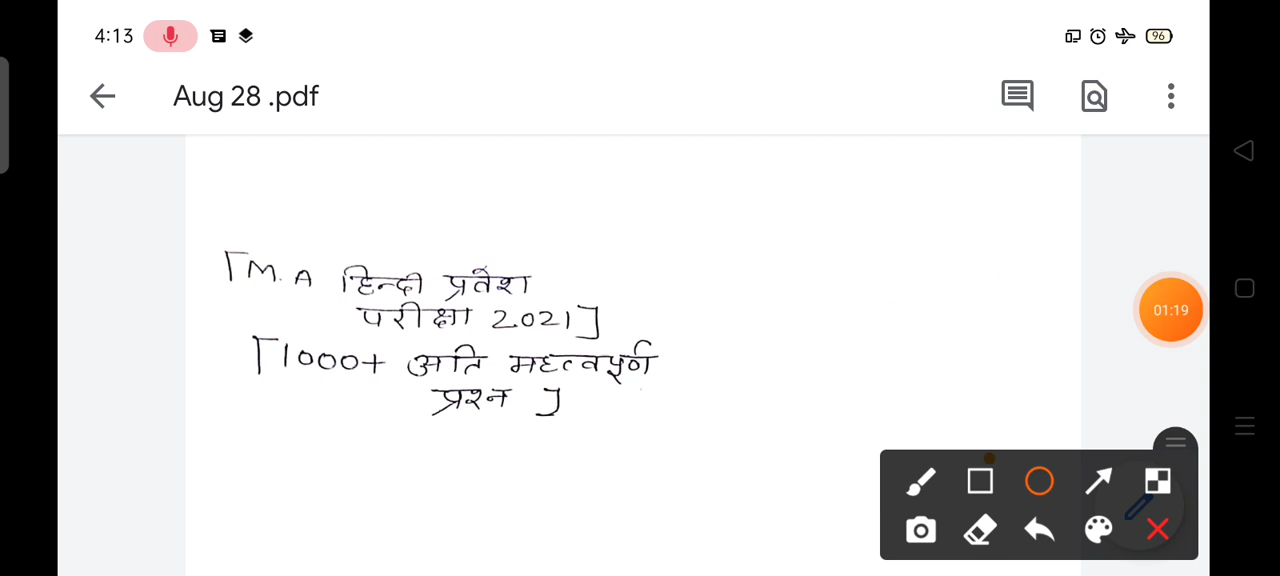 4:13
96
Aug 28 .pdf
[M.A हिन्दी प्रवेश
परीक्षा 2021]
01:19
[1000+ अति महत्वपूर्ण
प्रश्न ]